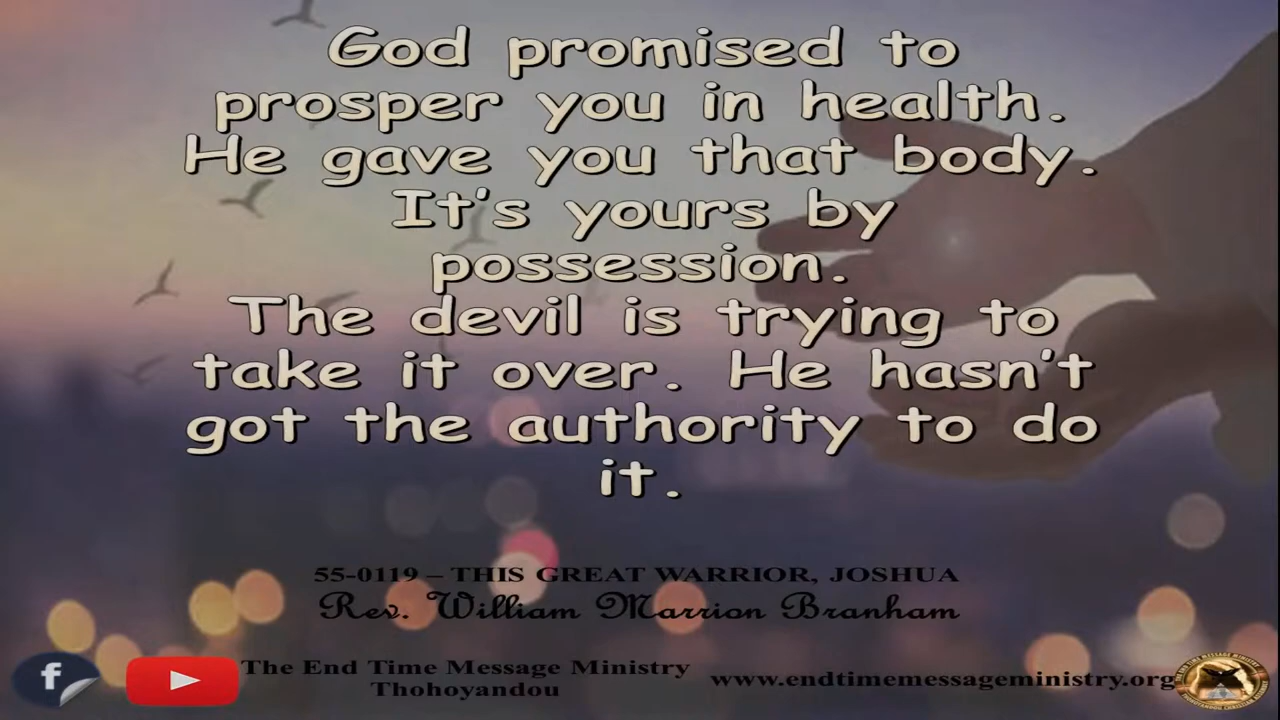 God promised to
prosper you in health.
He gave you that body.
It's yours by
possession.
The devil is trying to
take it over. He hasn't
got the authority to do
it.
55-0119 – THIS GREAT WARRIOR, JOSHUA
Rev. William Marrion Branham
The End Time Message Ministry
Thohoyandou
www.endtimemessageministry.org